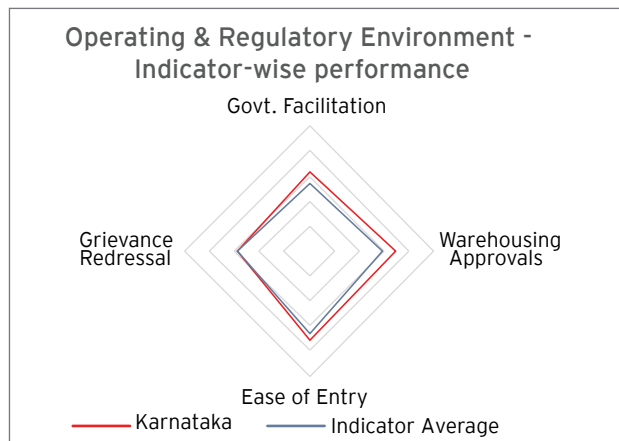 Operating & Regulatory Environment -
Indicator-wise performance
Govt. Facilitation
Grievance
Redressal
Warehousing
Approvals
Ease of Entry
Karnataka
Indicator Average